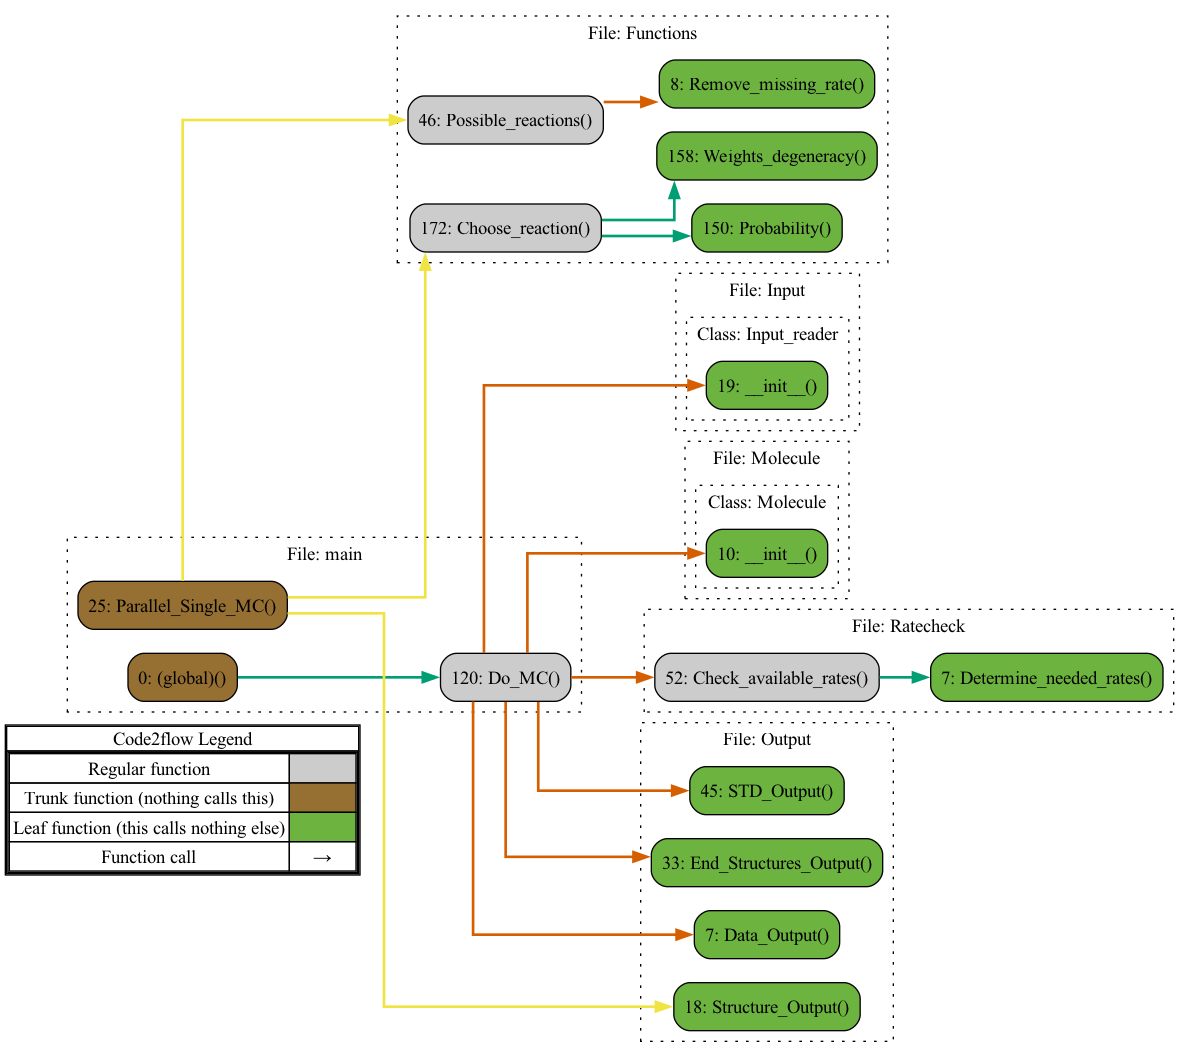 File: Functions
8: Remove_missing_rate()
46: Possible_reactions()
158: Weights_degeneracy()
172: Choose_reaction()
150: Probability()
File: Input
Class: Input_reader
19: __init__()
File: Molecule
Class: Molecule
10: __init__()
File: main
25: Parallel_Single_MC()
0: (global)()
120: Do_MC()
File: Ratecheck
52: Check_available_rates()
7: Determine_needed_rates()
File: Output
45: STD_Output()
33: End_Structures_Output()
7: Data_Output()
18: Structure_Output()
Code2flow Legend
Regular function
Trunk function (nothing calls this)
Leaf function (this calls nothing else)
Function call →